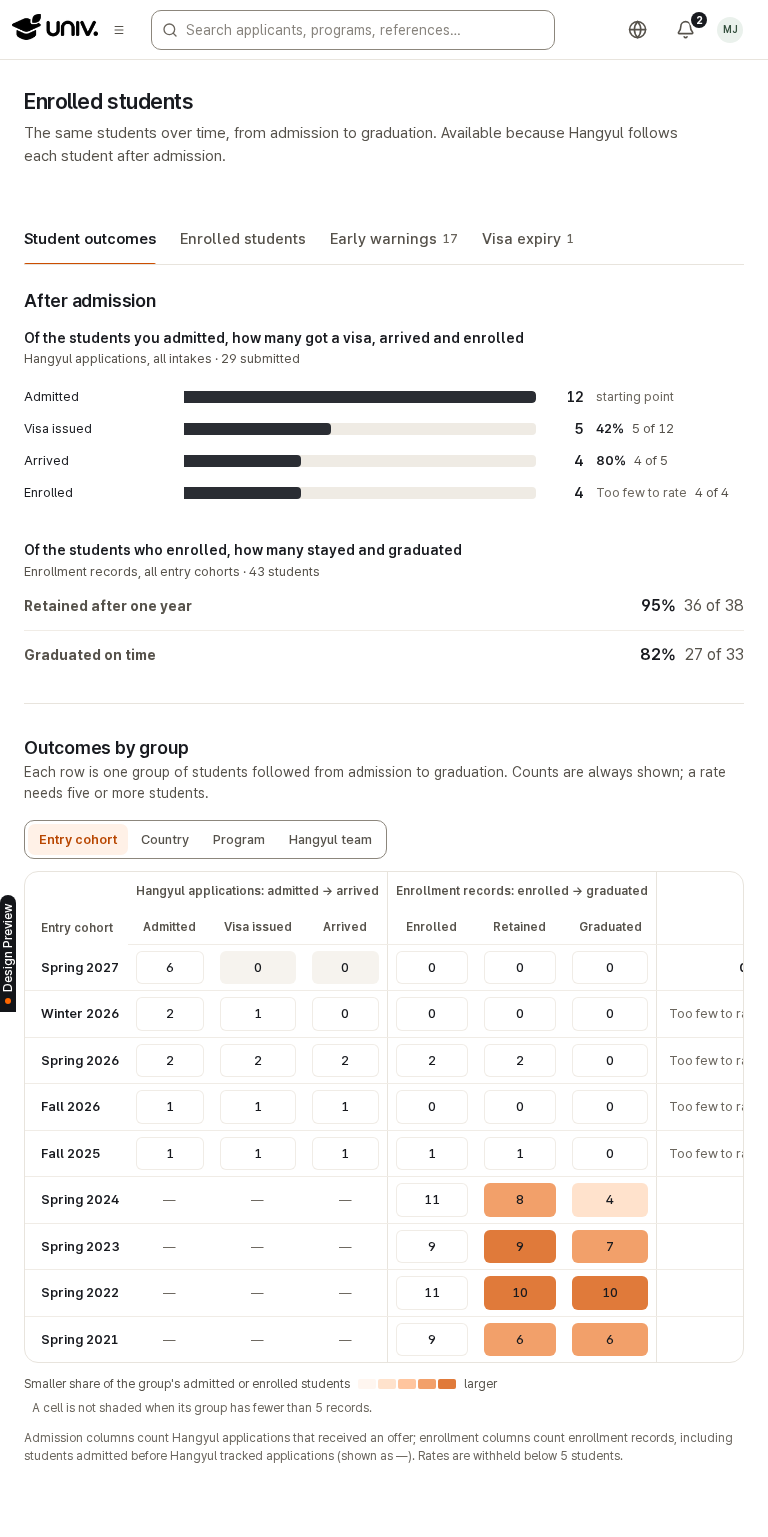 UNIV.
Search applicants, programs, references...
2
MJ
Enrolled students
The same students over time, from admission to graduation. Available because Hangyul follows
each student after admission.
Student outcomes
Enrolled students
Early warnings 17
Visa expiry 1
After admission
Of the students you admitted, how many got a visa, arrived and enrolled
Hangyul applications, all intakes · 29 submitted
Admitted 12 starting point
Visa issued 5 42% 5 of 12
Arrived 4 80% 4 of 5
Enrolled 4 Too few to rate 4 of 4
Of the students who enrolled, how many stayed and graduated
Enrollment records, all entry cohorts · 43 students
Retained after one year 95% 36 of 38
Graduated on time 82% 27 of 33
Outcomes by group
Each row is one group of students followed from admission to graduation. Counts are always shown; a rate
needs five or more students.
Entry cohort Country Program Hangyul team
Hangyul applications: admitted → arrived Enrollment records: enrolled → graduated
Entry cohort Admitted Visa issued Arrived Enrolled Retained Graduated
Spring 2027 6 0 0 0 0 0
Winter 2026 2 1 0 0 0 0 Too few to
Spring 2026 2 2 2 2 2 0 Too few to
Fall 2026 1 1 1 0 0 0 Too few to
Fall 2025 1 1 1 1 1 0 Too few to
Spring 2024 — — — 11 8 4
Spring 2023 — — — 9 9 7
Spring 2022 — — — 11 10 10
Spring 2021 — — — 9 6 6
Design Preview
Smaller share of the group's admitted or enrolled students larger
A cell is not shaded when its group has fewer than 5 records.
Admission columns count Hangyul applications that received an offer; enrollment columns count enrollment records, including
students admitted before Hangyul tracked applications (shown as —). Rates are withheld below 5 students.